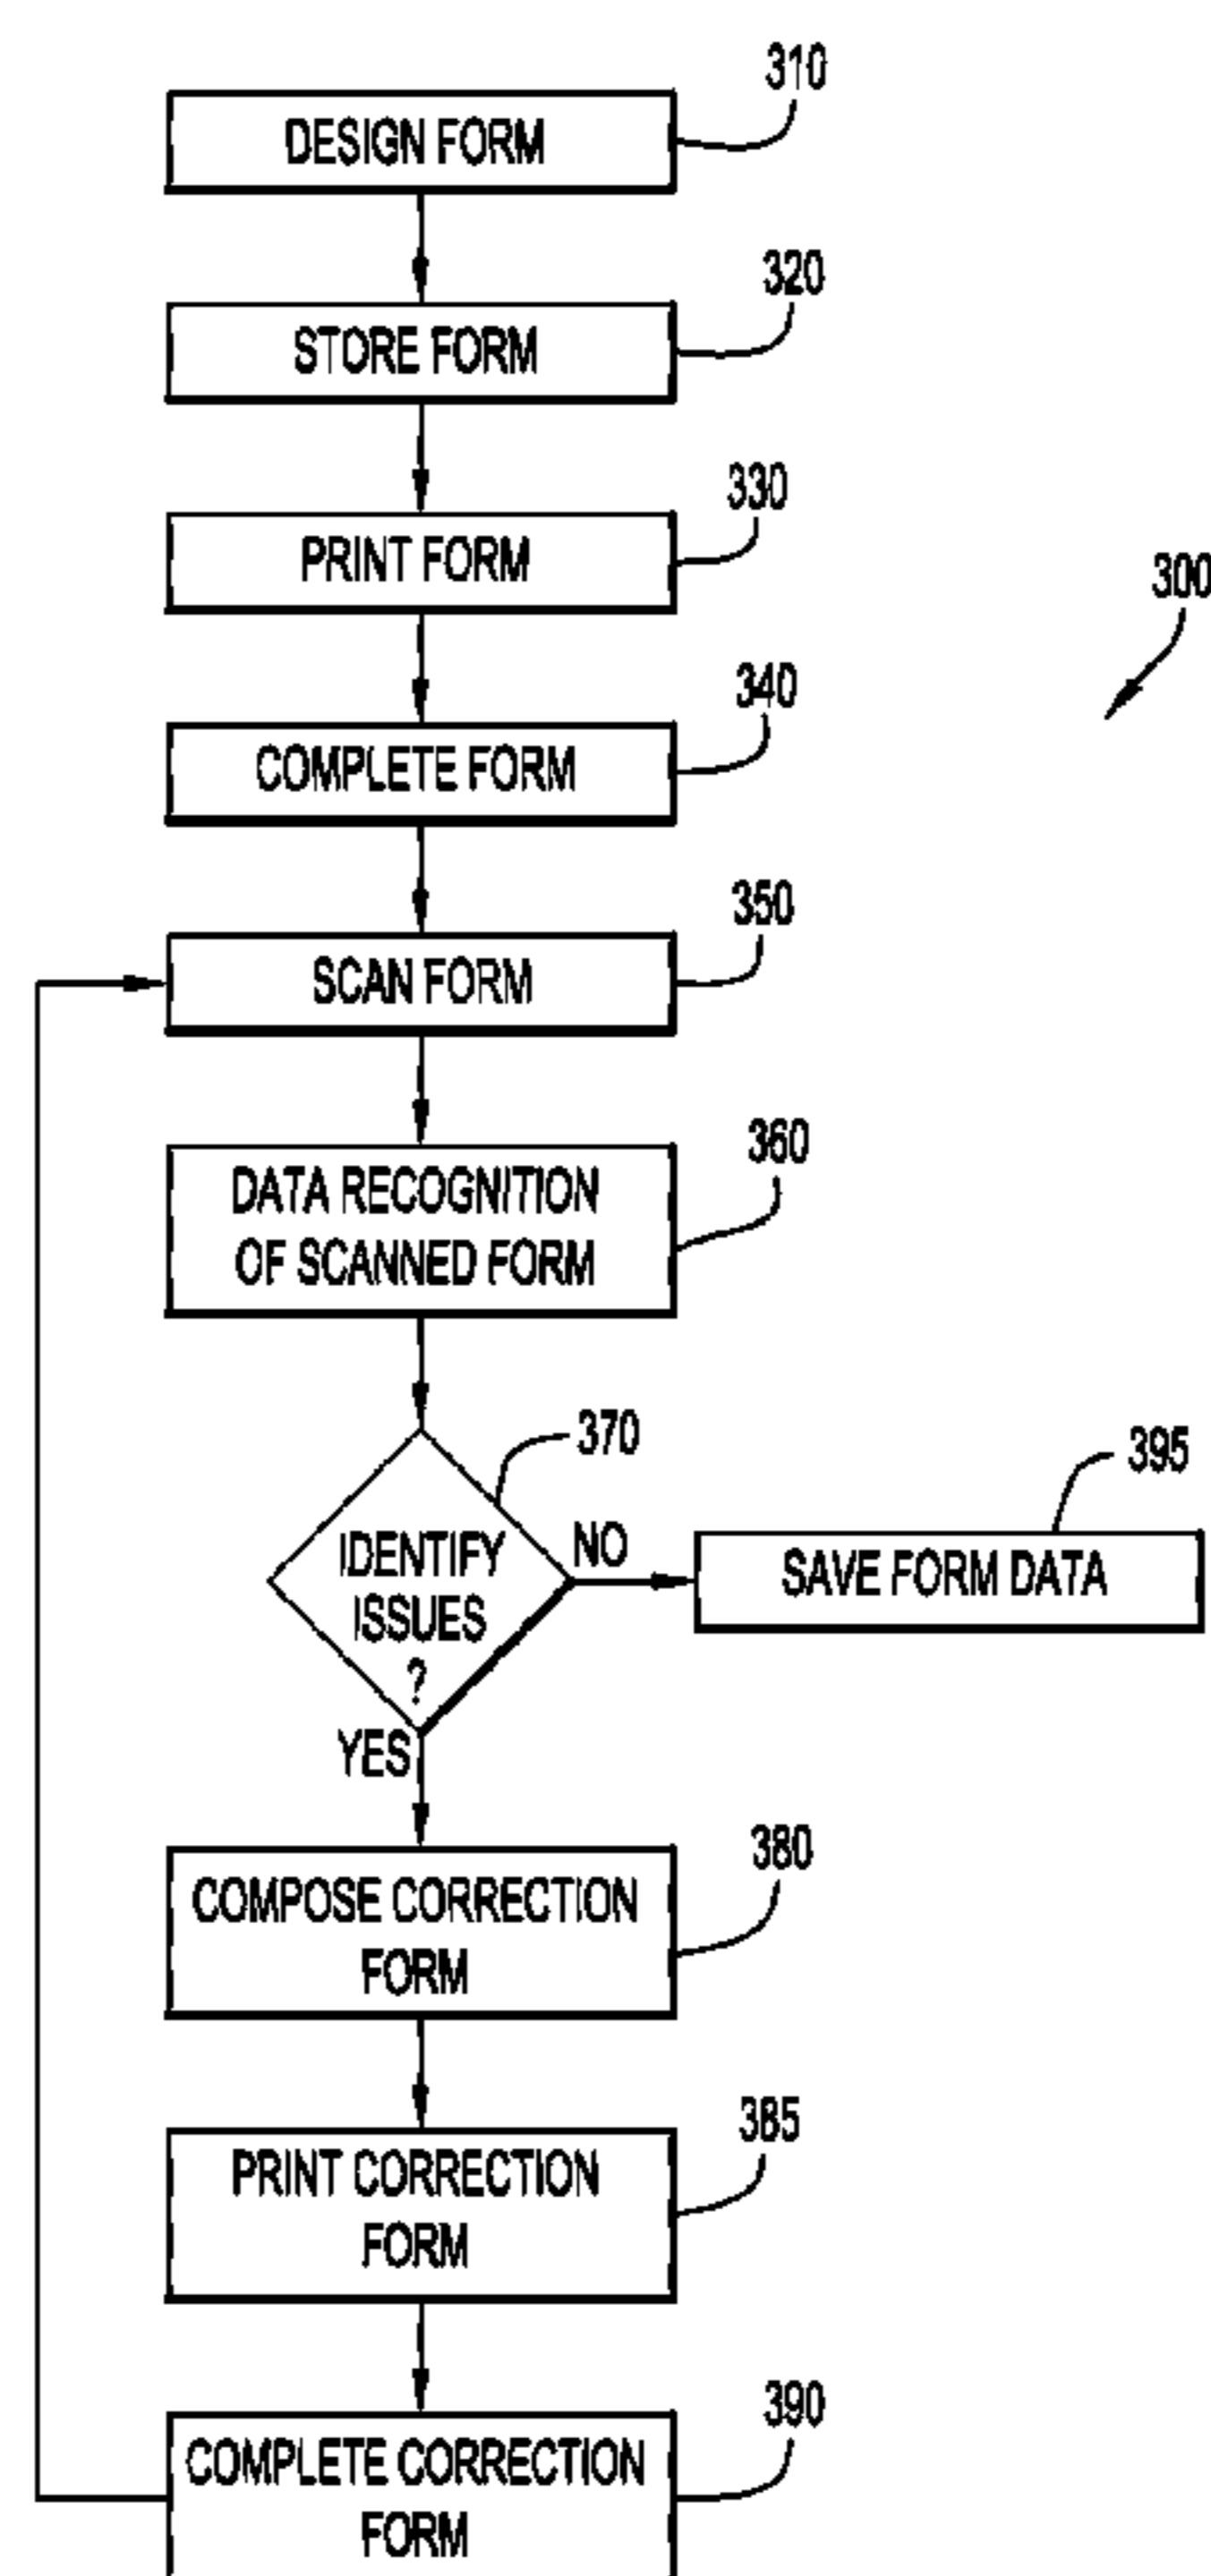 310
DESIGN FORM
320
STORE FORM
330
PRINT FORM
300
340
COMPLETE FORM
350
SCAN FORM
360
DATA RECOGNITION
OF SCANNED FORM
370
395
IDENTIFY
ISSUES
?
NO
SAVE FORM DATA
YES
380
COMPOSE CORRECTION
FORM
385
PRINT CORRECTION
FORM
390
COMPLETE CORRECTION
FORM